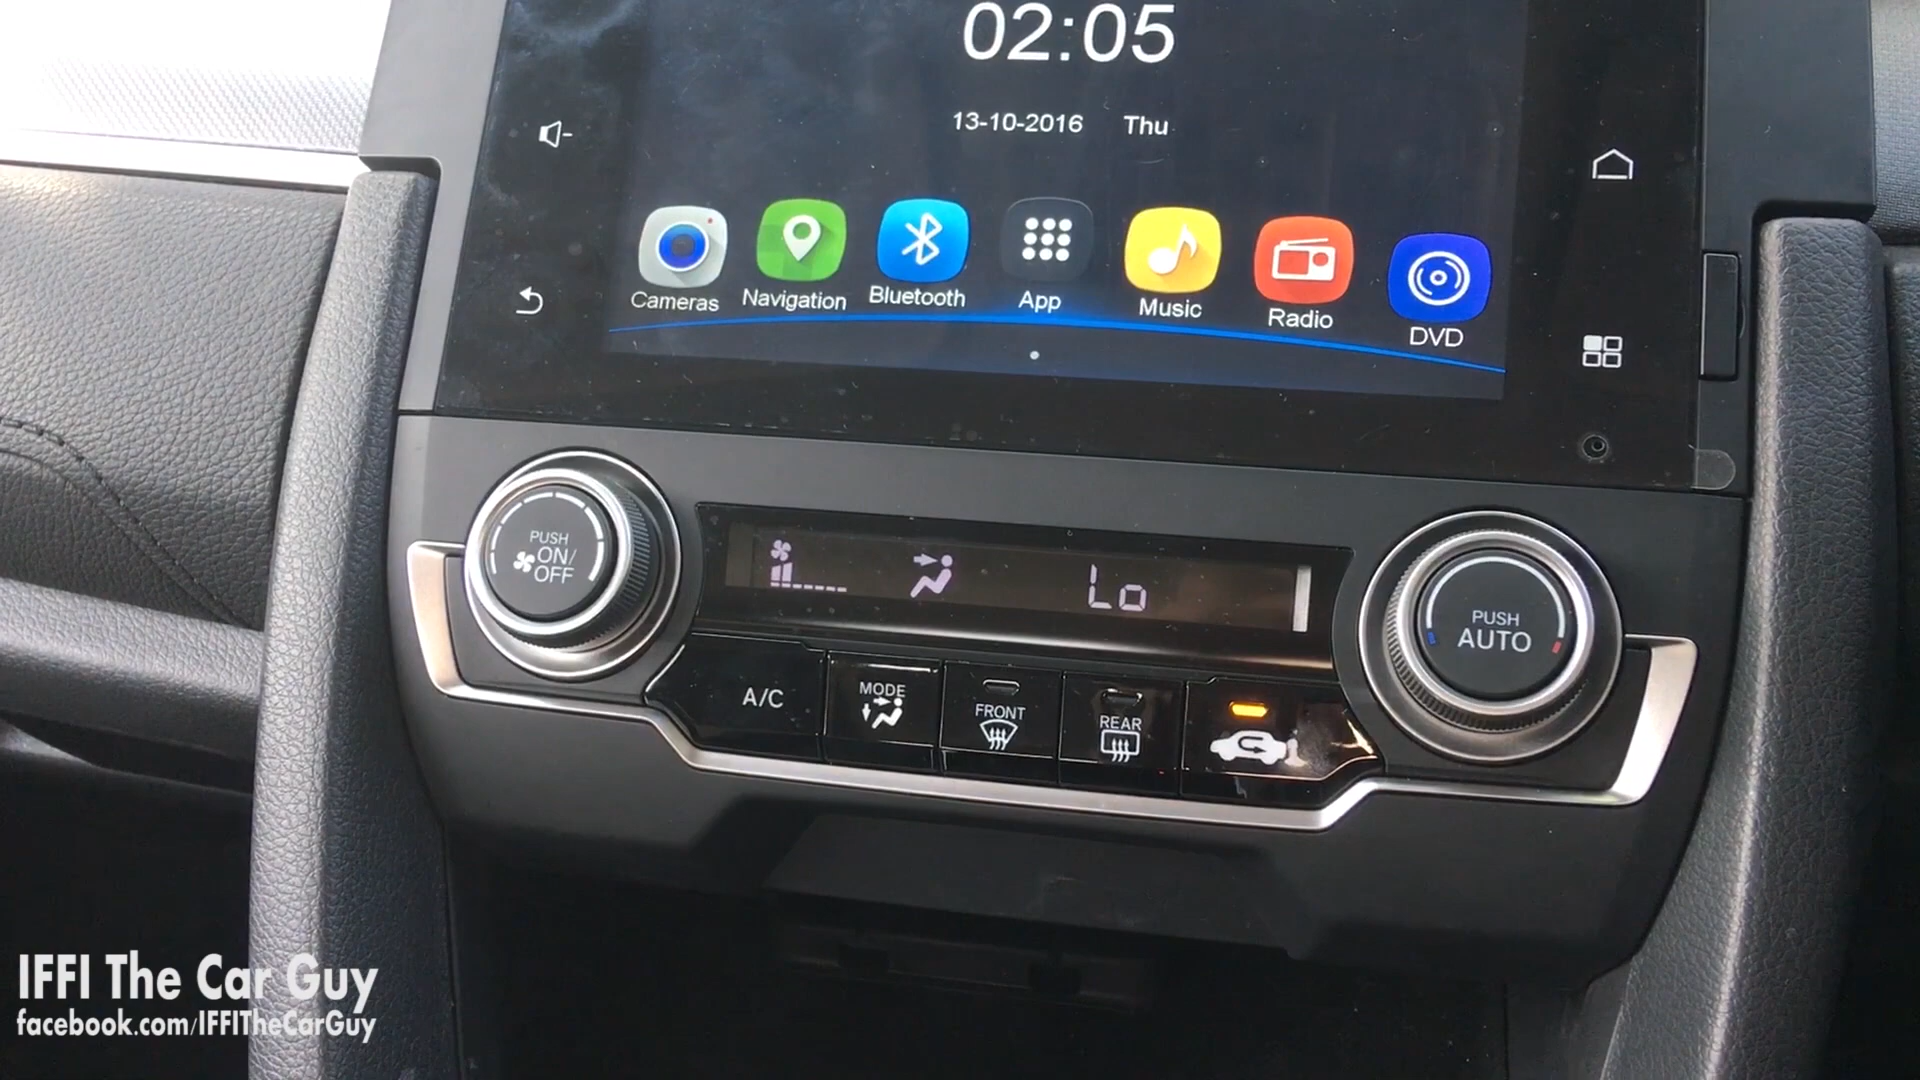 02:05
13-10-2016 Thu
Cameras Navigation Bluetooth App Music Radio DVD
PUSH
ON/
OFF
Lo
PUSH
AUTO
A/C
MODE
FRONT
REAR
IFFI The Car Guy
facebook.com/IFFITheCarGuy